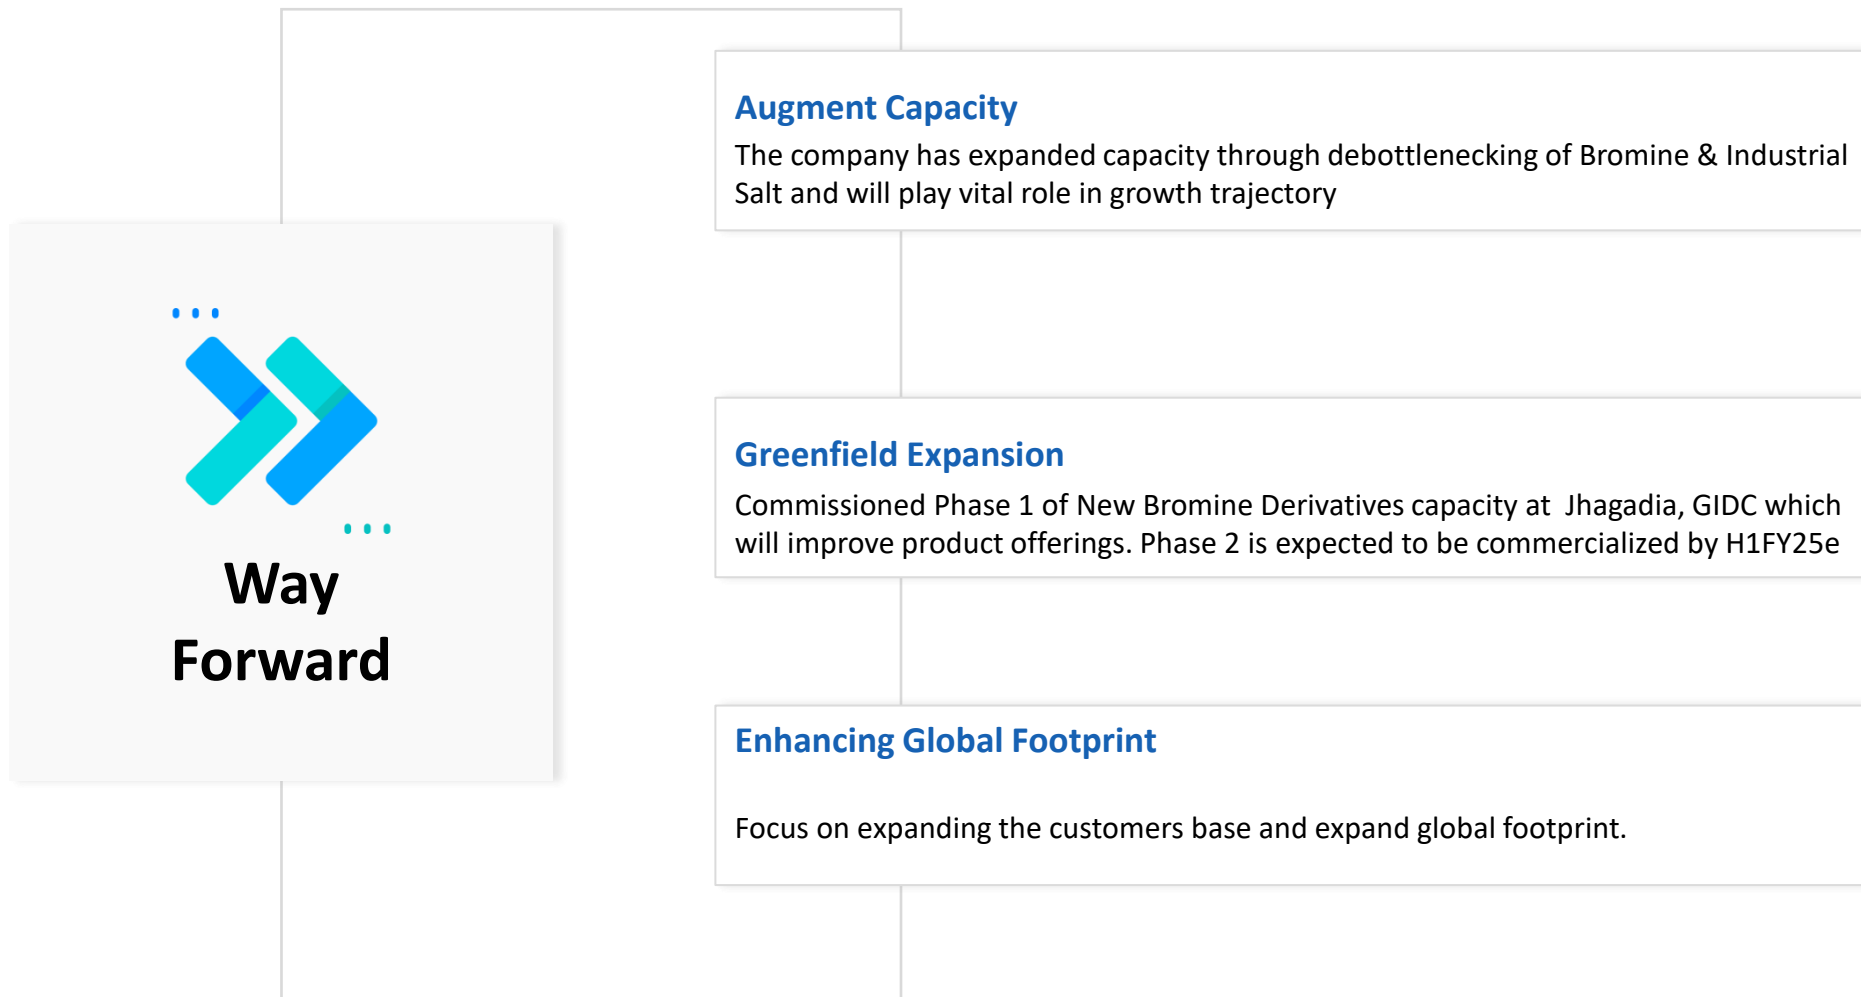 Way
Forward
Augment Capacity
The company has expanded capacity through debottlenecking of Bromine & Industrial
Salt and will play vital role in growth trajectory
Greenfield Expansion
Commissioned Phase 1 of New Bromine Derivatives capacity at Jhagadia, GIDC which
will improve product offerings. Phase 2 is expected to be commercialized by H1FY25e
Enhancing Global Footprint
Focus on expanding the customers base and expand global footprint.